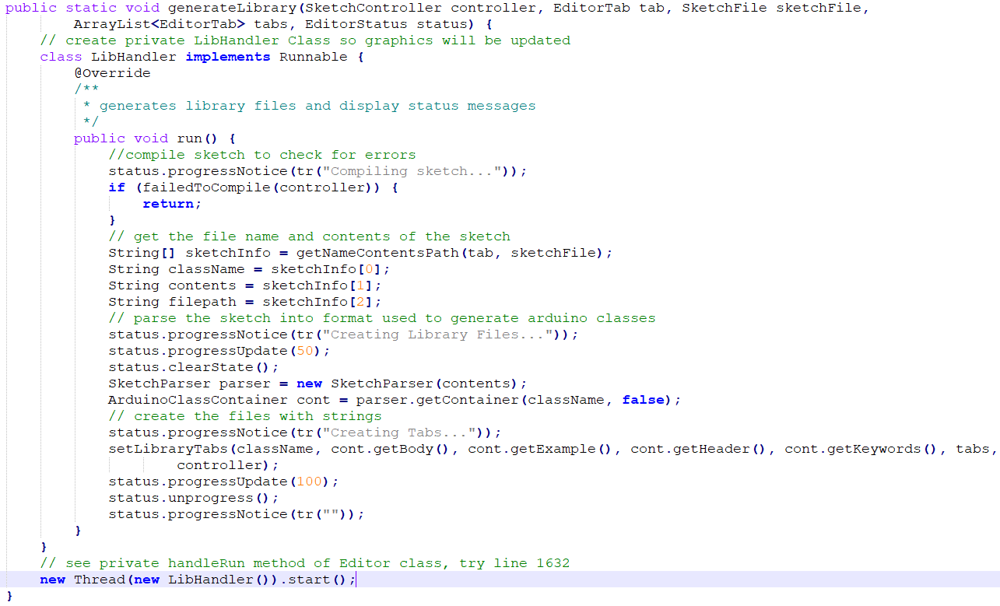 public static void generateLibrary(SketchController controller, EditorTab tab, SketchFile sketchFile,
        ArrayList<EditorTab> tabs, EditorStatus status) {
    // create private LibHandler Class so graphics will be updated
    class LibHandler implements Runnable {
        @Override
        /**
         * generates library files and display status messages
         */
        public void run() {
            //compile sketch to check for errors
            status.progressNotice(tr("Compiling sketch..."));
            if (failedToCompile(controller)) {
                return;
            }
            // get the file name and contents of the sketch
            String[] sketchInfo = getNameContentsPath(tab, sketchFile);
            String className = sketchInfo[0];
            String contents = sketchInfo[1];
            String filepath = sketchInfo[2];
            // parse the sketch into format used to generate arduino classes
            status.progressNotice(tr("Creating Library Files..."));
            status.progressUpdate(50);
            status.clearState();
            SketchParser parser = new SketchParser(contents);
            ArduinoClassContainer cont = parser.getContainer(className, false);
            // create the files with strings
            status.progressNotice(tr("Creating Tabs..."));
            setLibraryTabs(className, cont.getBody(), cont.getExample(), cont.getHeader(), cont.getKeywords(), tabs,
                    controller);
            status.progressUpdate(100);
            status.unprogress();
            status.progressNotice(tr(""));
        }
    }
    // see private handleRun method of Editor class, try line 1632
    new Thread(new LibHandler()).start();
}